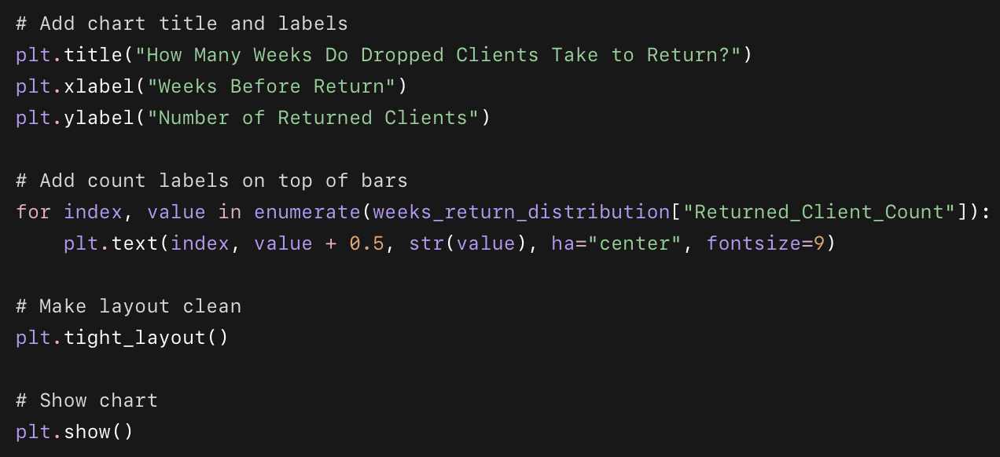 # Add chart title and labels
plt.title("How Many Weeks Do Dropped Clients Take to Return?")
plt.xlabel("Weeks Before Return")
plt.ylabel("Number of Returned Clients")

# Add count labels on top of bars
for index, value in enumerate(weeks_return_distribution["Returned_Client_Count"]):
    plt.text(index, value + 0.5, str(value), ha="center", fontsize=9)

# Make layout clean
plt.tight_layout()

# Show chart
plt.show()